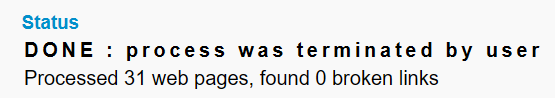 Status
DONE : process was terminated by user
Processed 31 web pages, found 0 broken links